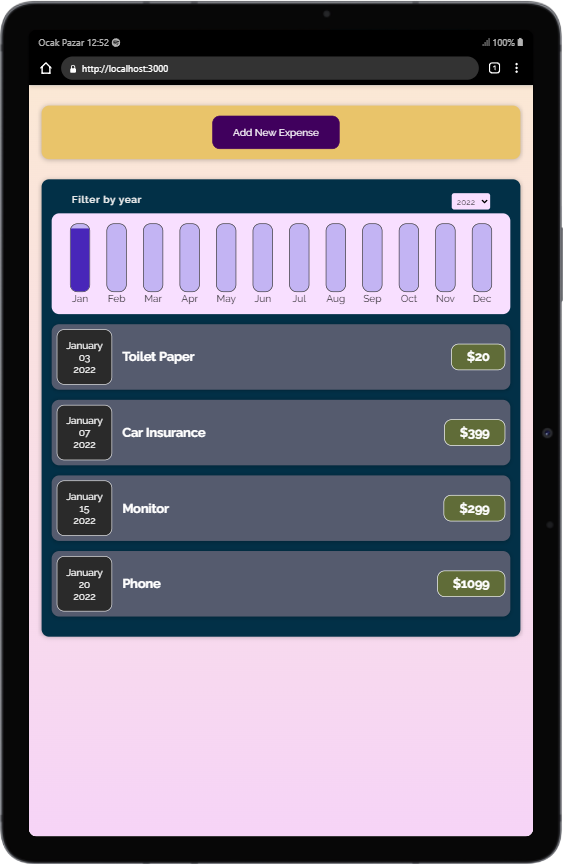 Ocak Pazar 12:52
100%
http://localhost:3000
1
Add New Expense
Filter by year
2022
Jan Feb Mar Apr May Jun Jul Aug Sep Oct Nov Dec
January
03
2022
Toilet Paper
$20
January
07
2022
Car Insurance
$399
January
15
2022
Monitor
$299
January
20
2022
Phone
$1099